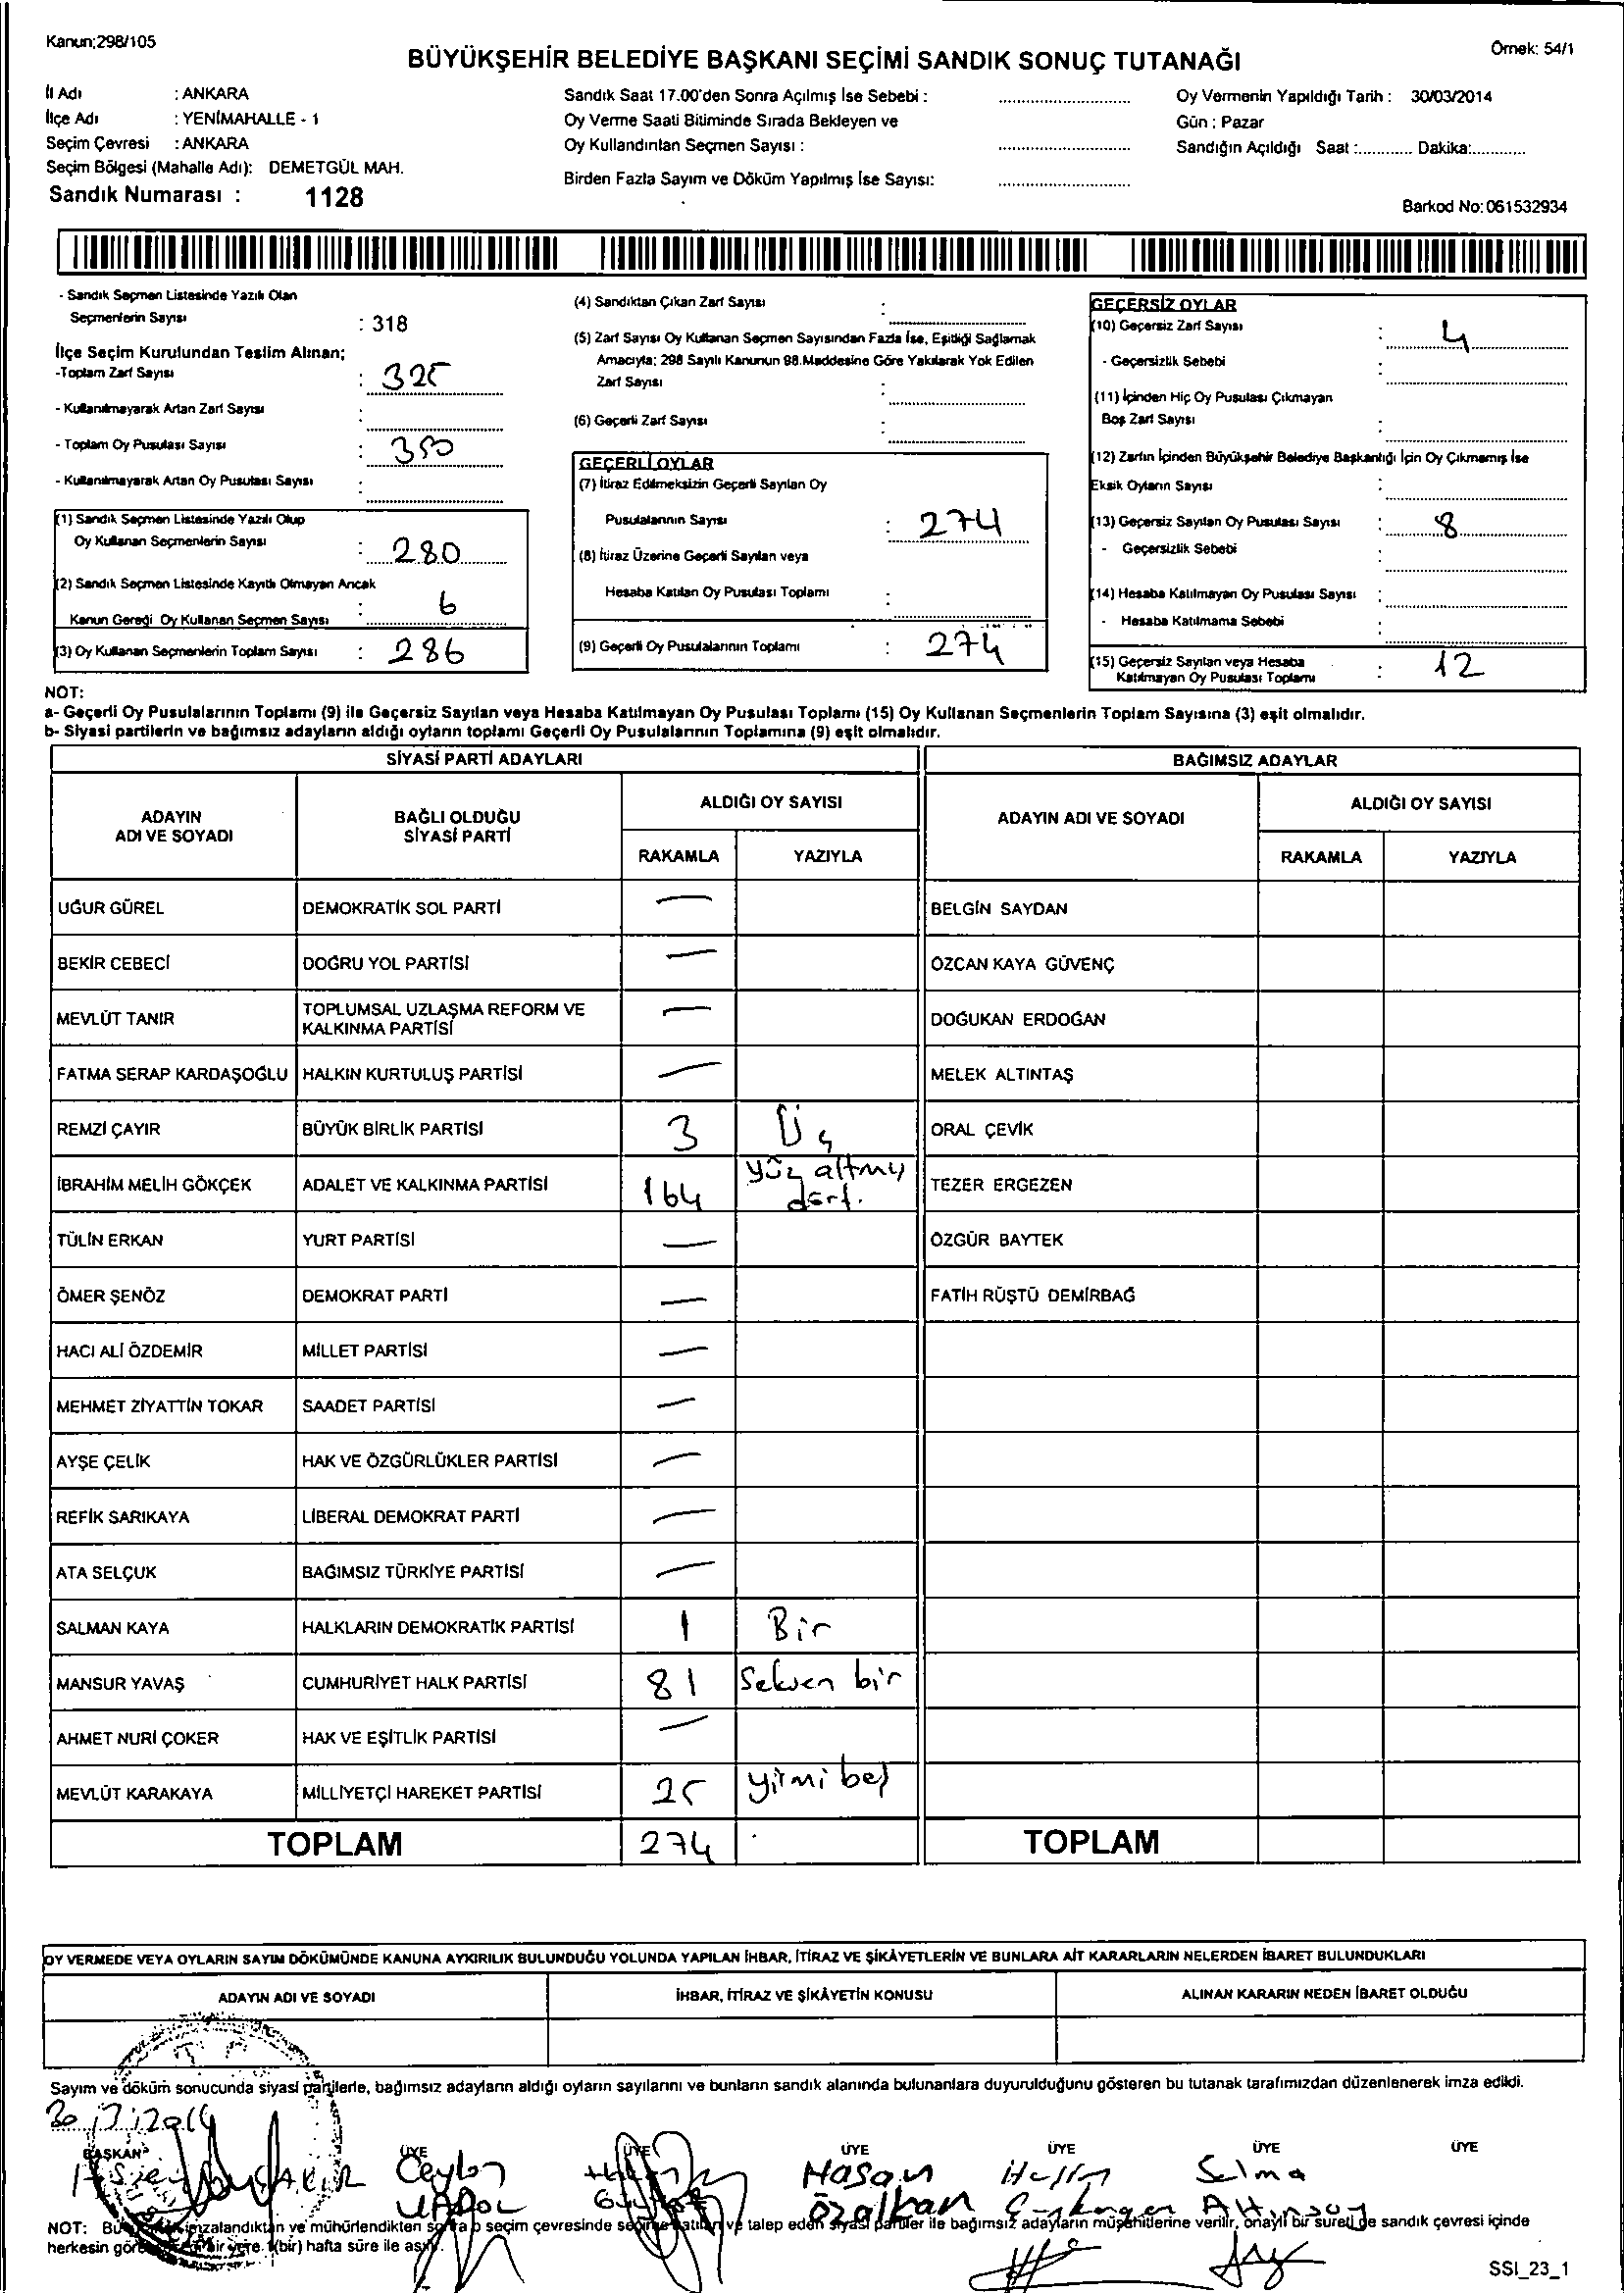 Kanun;298/105
Örnek: 54/1
BÜYÜKŞEHİR BELEDİYE BAŞKANI SEÇİMİ SANDIK SONUÇ TUTANAĞI
İl Adı : ANKARA
İlçe Adı : YENİMAHALLE - 1
Seçim Çevresi : ANKARA
Seçim Bölgesi (Mahalle Adı): DEMETGÜL MAH.
Sandık Numarası : 1128
Sandık Saat 17.00'den Sonra Açılmış İse Sebebi :
Oy Verme Saati Bitiminde Sırada Bekleyen ve
Oy Kullandırılan Seçmen Sayısı :
Birden Fazla Sayım ve Döküm Yapılmış İse Sayısı:
Oy Vermenin Yapıldığı Tarih : 30/03/2014
Gün : Pazar
Sandığın Açıldığı Saat :............ Dakika:............
Barkod No: 061532934
- Sandık Seçmen Listesinde Yazılı Olan
Seçmenlerin Sayısı : 318
İlçe Seçim Kurulundan Teslim Alınan;
-Toplam Zarf Sayısı : 325
- Kullanılmayarak Artan Zarf Sayısı :
- Toplam Oy Pusulası Sayısı : 350
- Kullanılmayarak Artan Oy Pusulası Sayısı :
(1) Sandık Seçmen Listesinde Yazılı Olup
Oy Kullanan Seçmenlerin Sayısı : 280
(2) Sandık Seçmen Listesinde Kayıtlı Olmayan Ancak
Kanun Gereği Oy Kullanan Seçmen Sayısı : 6
(3) Oy Kullanan Seçmenlerin Toplam Sayısı : 286
(4) Sandıktan Çıkan Zarf Sayısı :
(5) Zarf Sayısı Oy Kullanan Seçmen Sayısından Fazla İse, Eşitliği Sağlamak
Amacıyla; 298 Sayılı Kanunun 98.Maddesine Göre Yakılarak Yok Edilen
Zarf Sayısı :
(6) Geçerli Zarf Sayısı :
GEÇERLİ OYLAR
(7) İtiraz Edilmeksizin Geçerli Sayılan Oy
Pusulalarının Sayısı : 274
(8) İtiraz Üzerine Geçerli Sayılan veya
Hesaba Katılan Oy Pusulası Toplamı :
(9) Geçerli Oy Pusulalarının Toplamı : 274
GEÇERSİZ OYLAR
(10) Geçersiz Zarf Sayısı : 4
- Geçersizlik Sebebi :
(11) İçinden Hiç Oy Pusulası Çıkmayan
Boş Zarf Sayısı :
(12) Zarfın İçinden Büyükşehir Belediye Başkanlığı İçin Oy Çıkmamış İse
Eksik Oyların Sayısı :
(13) Geçersiz Sayılan Oy Pusulası Sayısı : 8
- Geçersizlik Sebebi :
(14) Hesaba Katılmayan Oy Pusulası Sayısı :
- Hesaba Katılmama Sebebi :
(15) Geçersiz Sayılan veya Hesaba
Katılmayan Oy Pusulası Toplamı : 12
NOT:
a- Geçerli Oy Pusulalarının Toplamı (9) ile Geçersiz Sayılan veya Hesaba Katılmayan Oy Pusulası Toplamı (15) Oy Kullanan Seçmenlerin Toplam Sayısına (3) eşit olmalıdır.
b- Siyasi partilerin ve bağımsız adayların aldığı oyların toplamı Geçerli Oy Pusulalarının Toplamına (9) eşit olmalıdır.
SİYASİ PARTİ ADAYLARI
BAĞIMSIZ ADAYLAR
ADAYIN ADI VE SOYADI
BAĞLI OLDUĞU SİYASİ PARTİ
ALDIĞI OY SAYISI
RAKAMLA YAZIYLA
ADAYIN ADI VE SOYADI
ALDIĞI OY SAYISI
RAKAMLA YAZIYLA
UĞUR GÜREL DEMOKRATİK SOL PARTİ — BELGİN SAYDAN
BEKİR CEBECİ DOĞRU YOL PARTİSİ — ÖZCAN KAYA GÜVENÇ
MEVLÜT TANIR TOPLUMSAL UZLAŞMA REFORM VE KALKINMA PARTİSİ — DOĞUKAN ERDOĞAN
FATMA SERAP KARDAŞOĞLU HALKIN KURTULUŞ PARTİSİ — MELEK ALTINTAŞ
REMZİ ÇAYIR BÜYÜK BİRLİK PARTİSİ 3 Üç ORAL ÇEVİK
İBRAHİM MELİH GÖKÇEK ADALET VE KALKINMA PARTİSİ 164 yüz altmış dört. TEZER ERGEZEN
TÜLİN ERKAN YURT PARTİSİ — ÖZGÜR BAYTEK
ÖMER ŞENÖZ DEMOKRAT PARTİ — FATİH RÜŞTÜ DEMİRBAĞ
HACI ALİ ÖZDEMİR MİLLET PARTİSİ —
MEHMET ZİYATTİN TOKAR SAADET PARTİSİ —
AYŞE ÇELİK HAK VE ÖZGÜRLÜKLER PARTİSİ —
REFİK SARIKAYA LİBERAL DEMOKRAT PARTİ —
ATA SELÇUK BAĞIMSIZ TÜRKİYE PARTİSİ —
SALMAN KAYA HALKLARIN DEMOKRATİK PARTİSİ 1 Bir
MANSUR YAVAŞ CUMHURİYET HALK PARTİSİ 81 Seksen bir
AHMET NURİ ÇOKER HAK VE EŞİTLİK PARTİSİ —
MEVLÜT KARAKAYA MİLLİYETÇİ HAREKET PARTİSİ 25 yirmi beş
TOPLAM 274 TOPLAM
OY VERMEDE VEYA OYLARIN SAYIM DÖKÜMÜNDE KANUNA AYKIRILIK BULUNDUĞU YOLUNDA YAPILAN İHBAR, İTİRAZ VE ŞİKÂYETLERİN VE BUNLARA AİT KARARLARIN NELERDEN İBARET BULUNDUKLARI
ADAYIN ADI VE SOYADI İHBAR, İTİRAZ VE ŞİKÂYETİN KONUSU ALINAN KARARIN NEDEN İBARET OLDUĞU
Sayım ve döküm sonucunda siyasi partilerle, bağımsız adayların aldığı oyların sayılarını ve bunların sandık alanında bulunanlara duyurulduğunu gösteren bu tutanak tarafımızdan düzenlenerek imza edildi.
30/3/2014
BAŞKAN ÜYE ÜYE ÜYE ÜYE ÜYE ÜYE
Ceylan Hasan Selma
Özalkan Altınsoy
NOT: Bu imzalandıktan ve mühürlendikten sonra o seçim çevresinde seçime katılan ve talep eden siyasi partiler ile bağımsız adayların müşahitlerine verilir, onaylı bir sureti de sandık çevresi içinde
herkesin bir yere. 1(bir) hafta süre ile asılır.
SSI_23_1